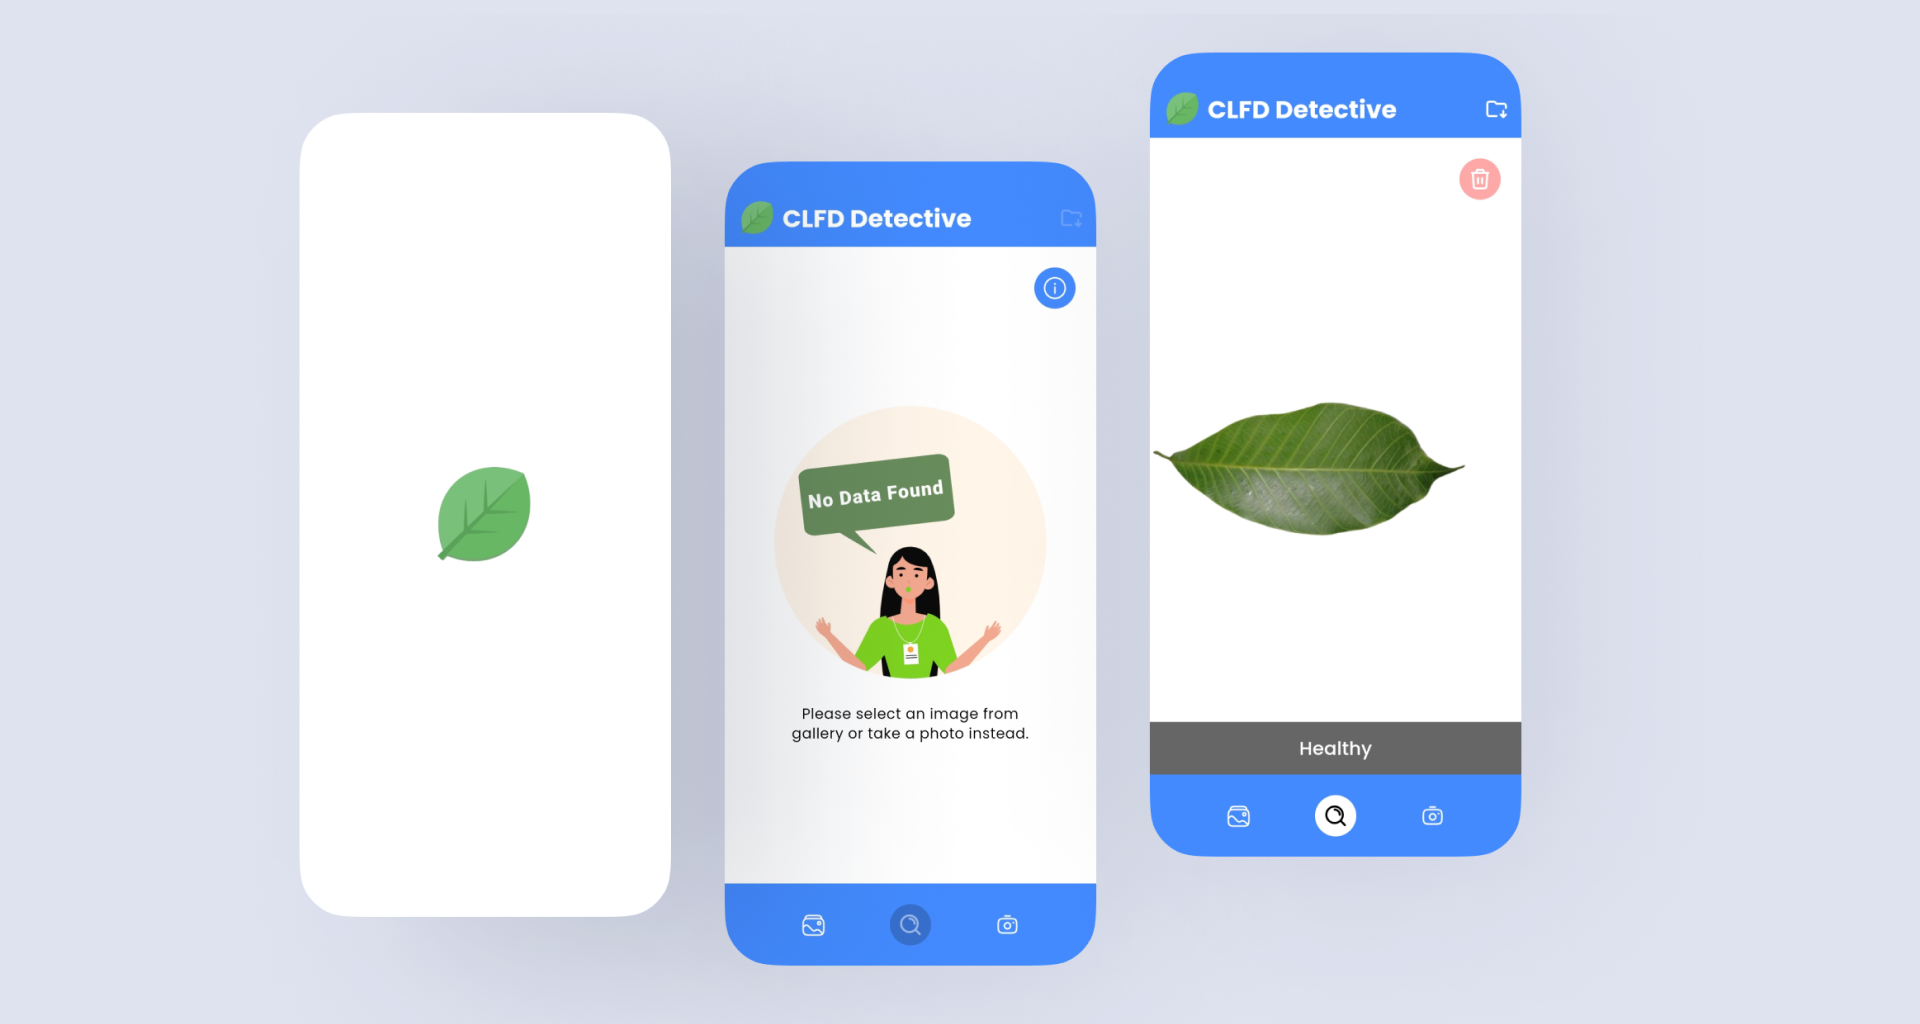 CLFD Detective
No Data Found
Please select an image from
gallery or take a photo instead.
CLFD Detective
Healthy